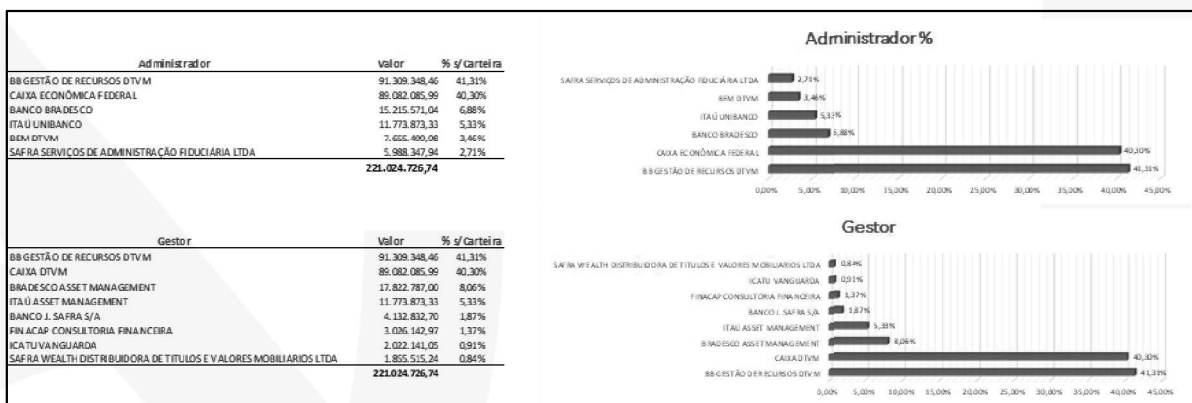 Administrador Valor % s/Carteira
BB GESTÃO DE RECURSOS DTVM 91.309.348,46 41,31%
CAIXA ECONÔMICA FEDERAL 89.082.085,99 40,30%
BANCO BRADESCO 15.215.571,04 6,88%
ITAÚ UNIBANCO 11.773.873,33 5,33%
BEM DTVM 7.655.499,98 3,46%
SAFRA SERVIÇOS DE ADMINISTRAÇÃO FIDUCIÁRIA LTDA 5.988.347,94 2,71%
221.024.726,74
Administrador %
SAFRA SERVIÇOS DE ADMINISTRAÇÃO FIDUCIÁRIA LTDA 2,71%
BEM DTVM 3,46%
ITAÚ UNIBANCO 5,33%
BANCO BRADESCO 6,88%
CAIXA ECONÔMICA FEDERAL 40,30%
BB GESTÃO DE RECURSOS DTVM 41,31%
0,00% 5,00% 10,00% 15,00% 20,00% 25,00% 30,00% 35,00% 40,00% 45,00%
Gestor Valor % s/Carteira
BB GESTÃO DE RECURSOS DTVM 91.309.348,46 41,31%
CAIXA DTVM 89.082.085,99 40,30%
BRADESCO ASSET MANAGEMENT 17.822.787,00 8,06%
ITAÚ ASSET MANAGEMENT 11.773.873,33 5,33%
BANCO J. SAFRA S/A 4.132.832,70 1,87%
FINACAP CONSULTORIA FINANCEIRA 3.026.142,97 1,37%
ICATU VANGUARDA 2.022.141,05 0,91%
SAFRA WEALTH DISTRIBUIDORA DE TITULOS E VALORES MOBILIARIOS LTDA 1.855.515,24 0,84%
221.024.726,74
Gestor
SAFRA WEALTH DISTRIBUIDORA DE TITULOS E VALORES MOBILIARIOS LTDA 0,84%
ICATU VANGUARDA 0,91%
FINACAP CONSULTORIA FINANCEIRA 1,37%
BANCO J. SAFRA S/A 1,87%
ITAÚ ASSET MANAGEMENT 5,33%
BRADESCO ASSET MANAGEMENT 8,06%
CAIXA DTVM 40,30%
BB GESTÃO DE RECURSOS DTVM 41,31%
0,00% 5,00% 10,00% 15,00% 20,00% 25,00% 30,00% 35,00% 40,00% 45,00%